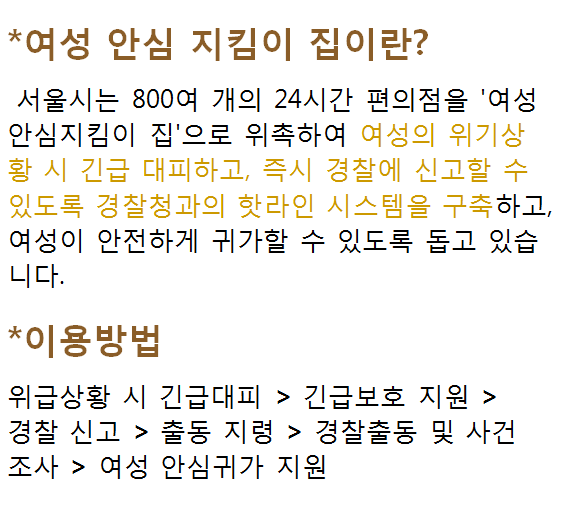 *여성 안심 지킴이 집이란?
서울시는 800여 개의 24시간 편의점을 '여성
안심지킴이 집'으로 위촉하여 여성의 위기상
황 시 긴급 대피하고, 즉시 경찰에 신고할 수
있도록 경찰청과의 핫라인 시스템을 구축하고,
여성이 안전하게 귀가할 수 있도록 돕고 있습
니다.
*이용방법
위급상황 시 긴급대피 > 긴급보호 지원 >
경찰 신고 > 출동 지령 > 경찰출동 및 사건
조사 > 여성 안심귀가 지원